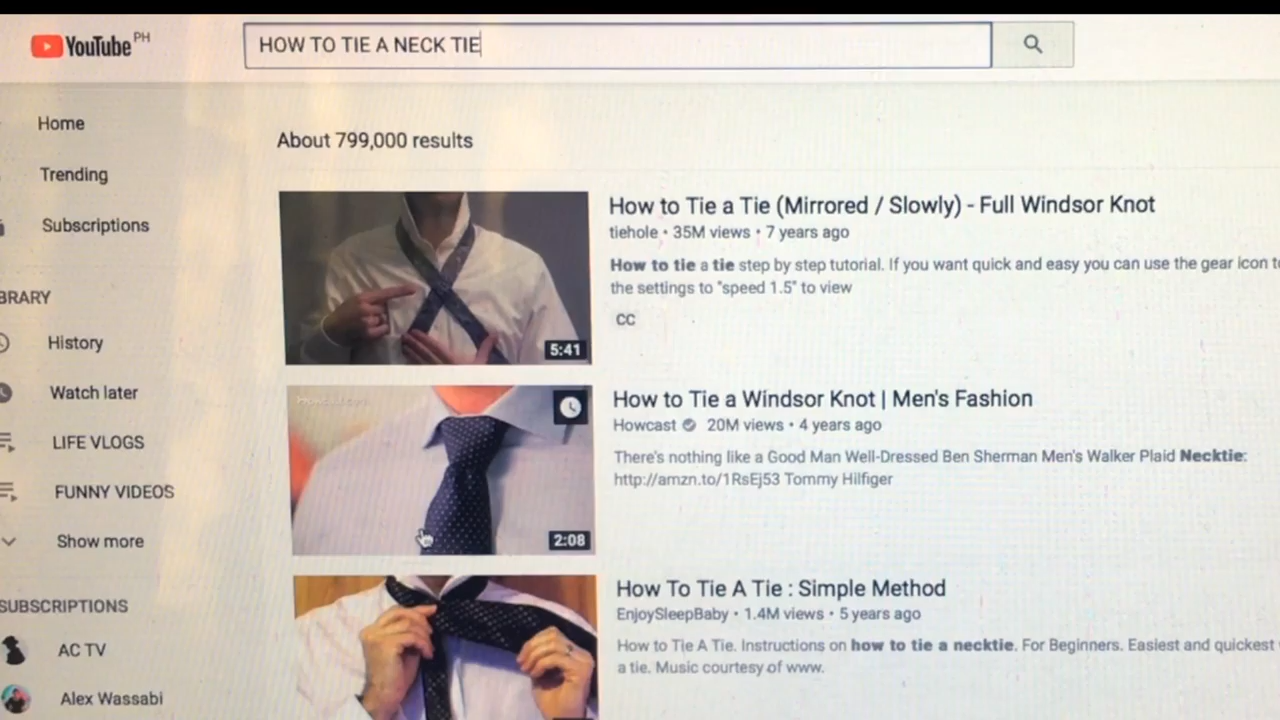 YouTube PH
HOW TO TIE A NECK TIE
Home
Trending
Subscriptions
BRARY
History
Watch later
LIFE VLOGS
FUNNY VIDEOS
Show more
SUBSCRIPTIONS
AC TV
Alex Wassabi
About 799,000 results
5:41
How to Tie a Tie (Mirrored / Slowly) - Full Windsor Knot
tiehole • 35M views • 7 years ago
How to tie a tie step by step tutorial. If you want quick and easy you can use the gear icon to
the settings to "speed 1.5" to view
CC
2:08
How to Tie a Windsor Knot | Men's Fashion
Howcast 20M views • 4 years ago
There's nothing like a Good Man Well-Dressed Ben Sherman Men's Walker Plaid Necktie:
http://amzn.to/1RsEj53 Tommy Hilfiger
How To Tie A Tie : Simple Method
EnjoySleepBaby • 1.4M views • 5 years ago
How to Tie A Tie. Instructions on how to tie a necktie. For Beginners. Easiest and quickest
a tie. Music courtesy of www.